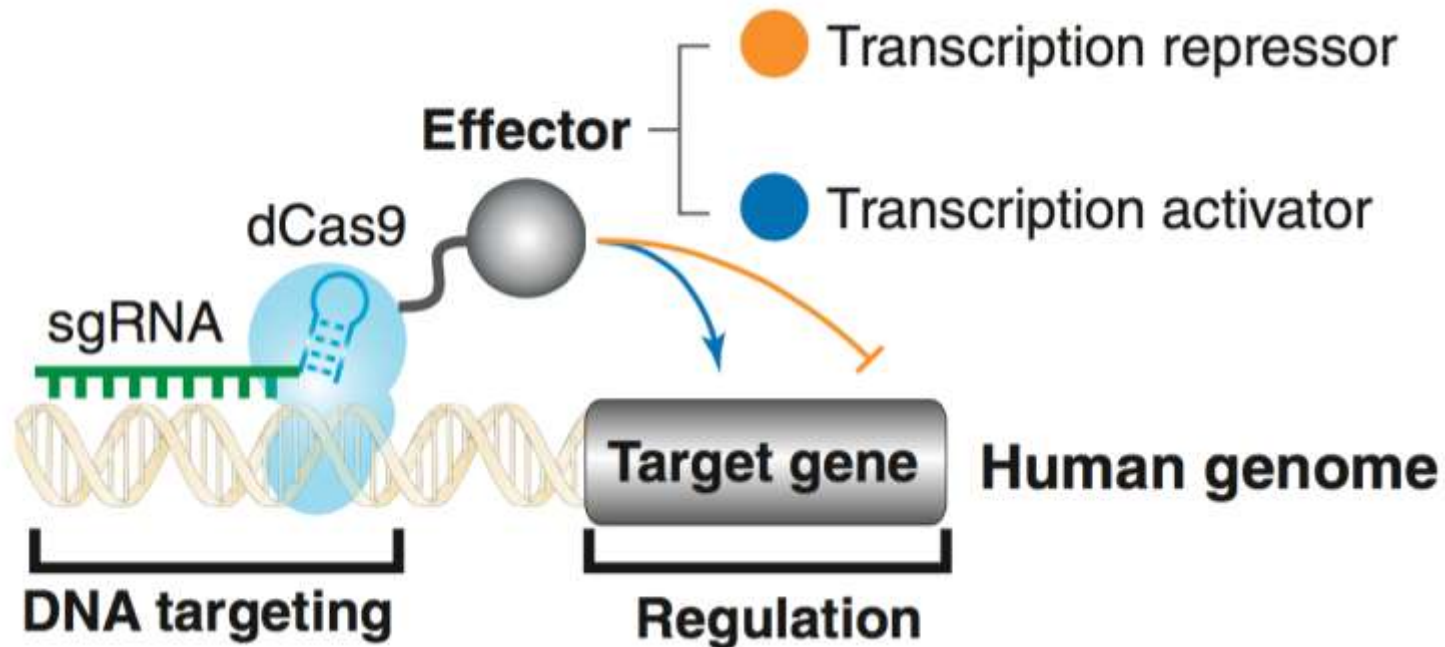 Transcription repressor
Effector
Transcription activator
dCas9
sgRNA
Target gene
Human genome
DNA targeting
Regulation